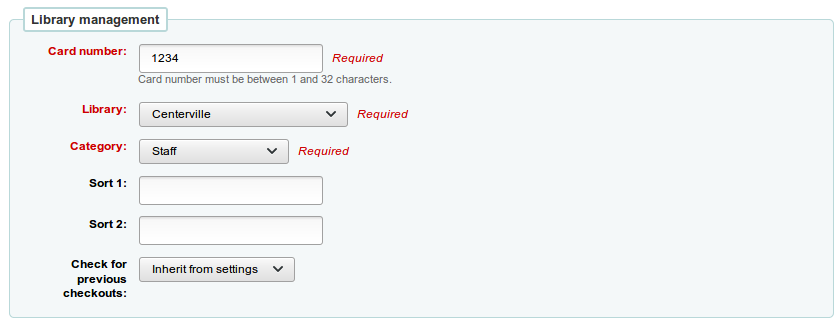 Library management
Card number: 1234 Required
Card number must be between 1 and 32 characters.
Library: Centerville Required
Category: Staff Required
Sort 1:
Sort 2:
Check for
previous
checkouts: Inherit from settings